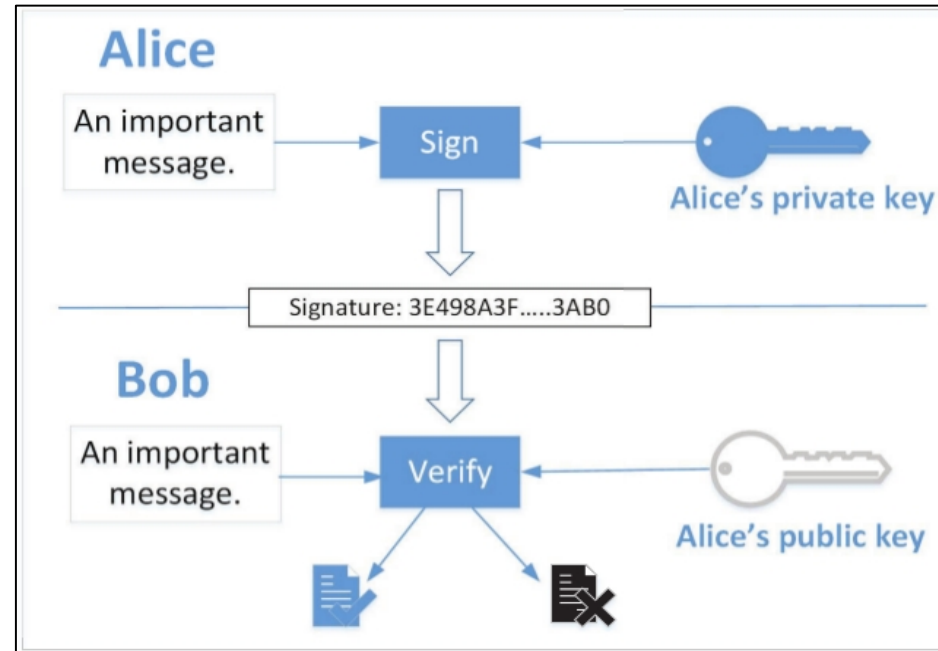 Alice
An important
message.
Sign
Alice's private key
Signature: 3E498A3F.....3AB0
Bob
An important
message.
Verify
Alice's public key